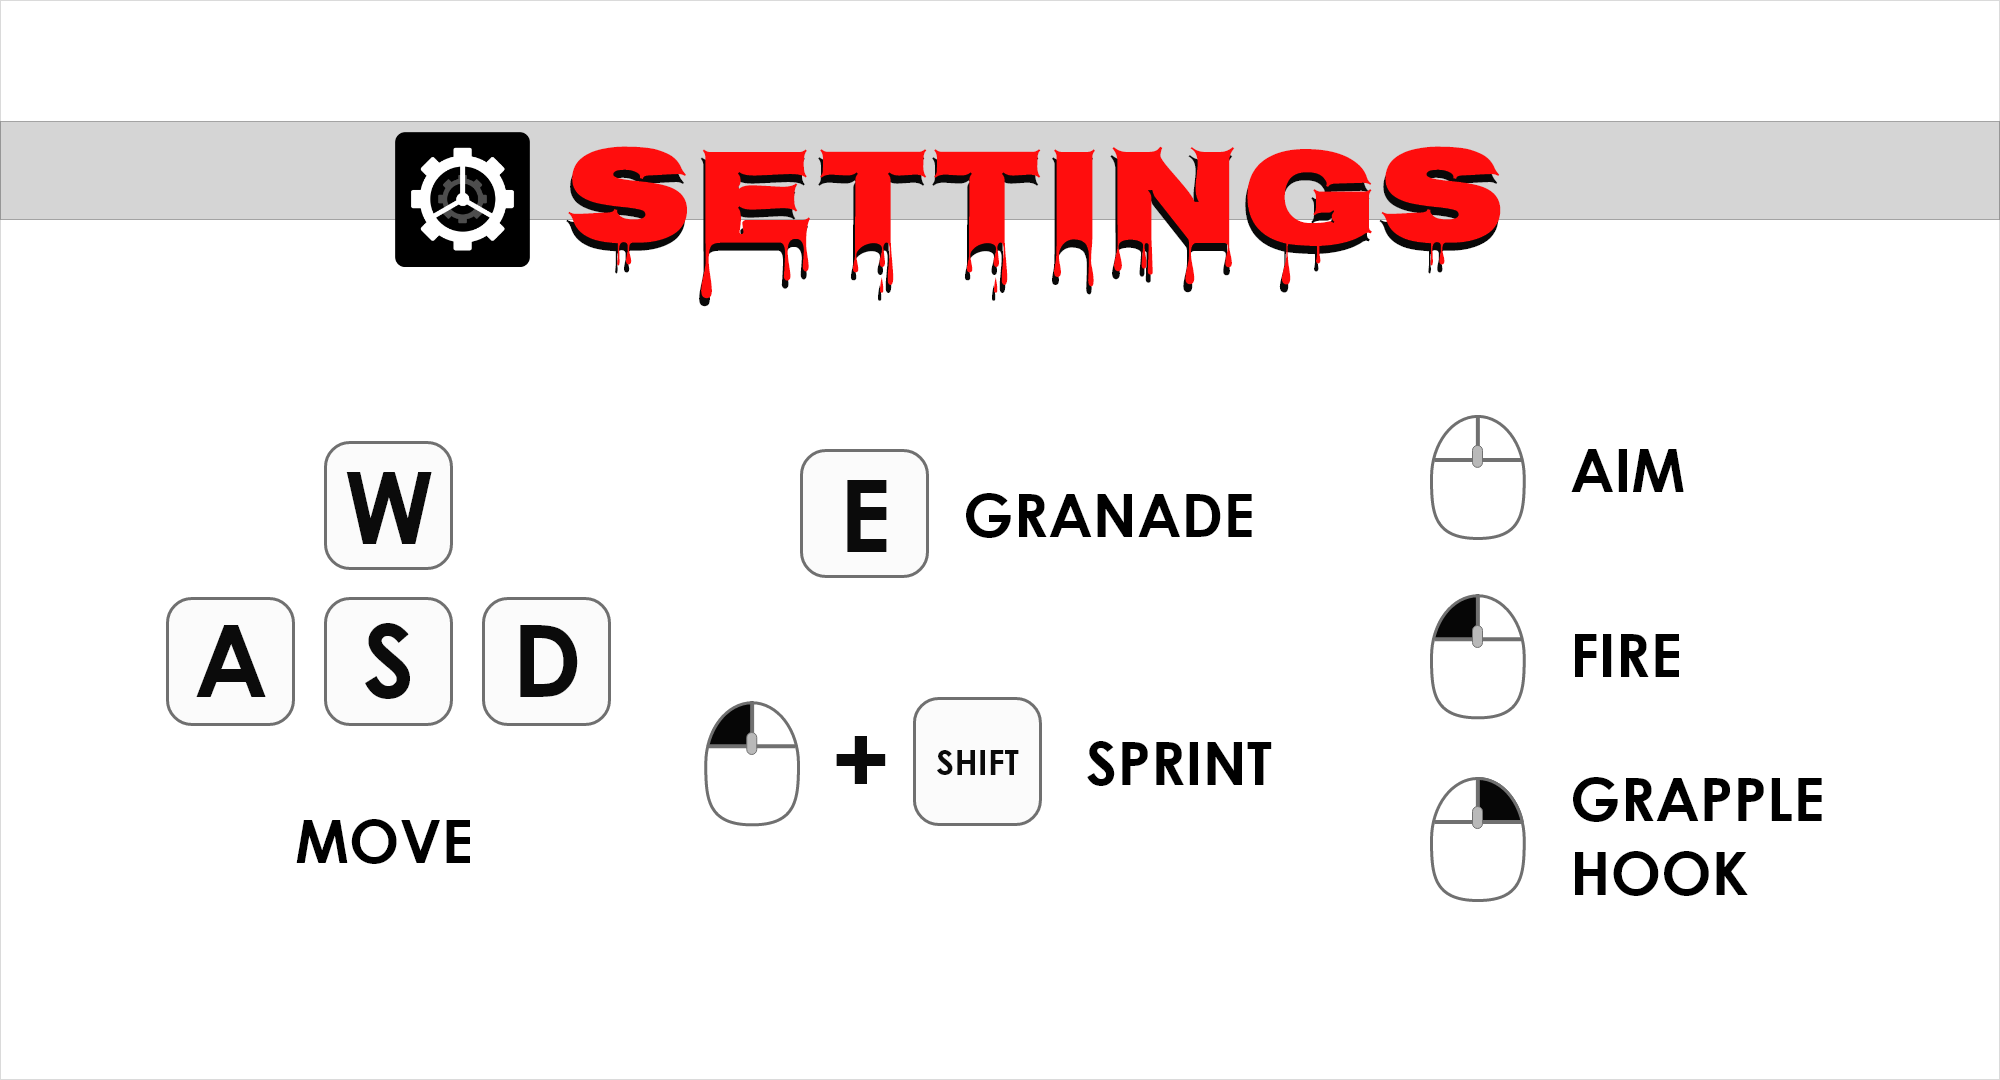 SETTINGS
W
A S D
MOVE
E GRANADE
+ SHIFT SPRINT
AIM
FIRE
GRAPPLE
HOOK